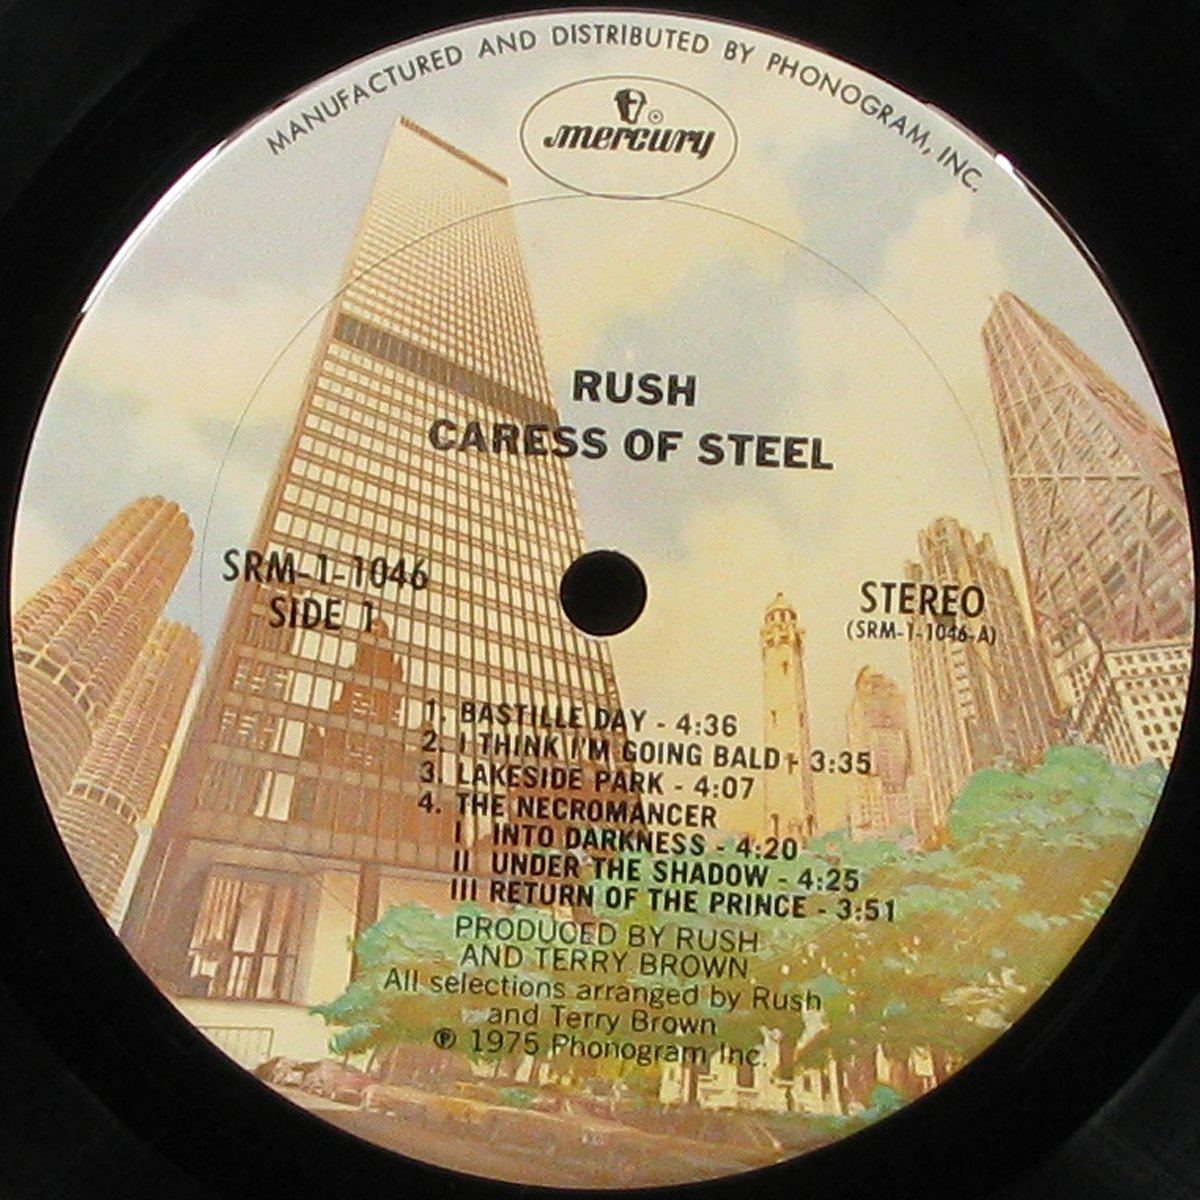 MANUFACTURED AND DISTRIBUTED BY PHONOGRAM, INC.
mercury ®
RUSH
CARESS OF STEEL
SRM-1-1046
SIDE 1
STEREO
(SRM-1-1046-A)
1. BASTILLE DAY - 4:36
2. I THINK I'M GOING BALD - 3:35
3. LAKESIDE PARK - 4:07
4. THE NECROMANCER
I INTO DARKNESS - 4:20
II UNDER THE SHADOW - 4:25
III RETURN OF THE PRINCE - 3:51
PRODUCED BY RUSH
AND TERRY BROWN
All selections arranged by Rush
and Terry Brown
℗ 1975 Phonogram Inc.